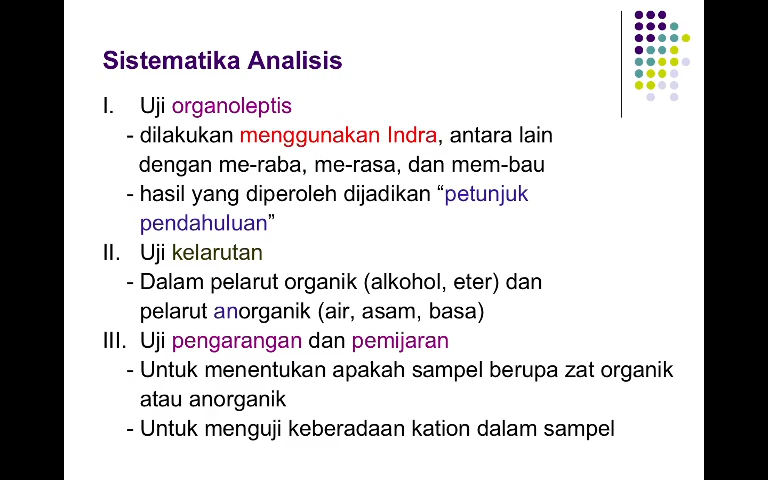 Sistematika Analisis
I. Uji organoleptis
- dilakukan menggunakan Indra, antara lain
dengan me-raba, me-rasa, dan mem-bau
- hasil yang diperoleh dijadikan “petunjuk
pendahuluan”
II. Uji kelarutan
- Dalam pelarut organik (alkohol, eter) dan
pelarut anorganik (air, asam, basa)
III. Uji pengarangan dan pemijaran
- Untuk menentukan apakah sampel berupa zat organik
atau anorganik
- Untuk menguji keberadaan kation dalam sampel